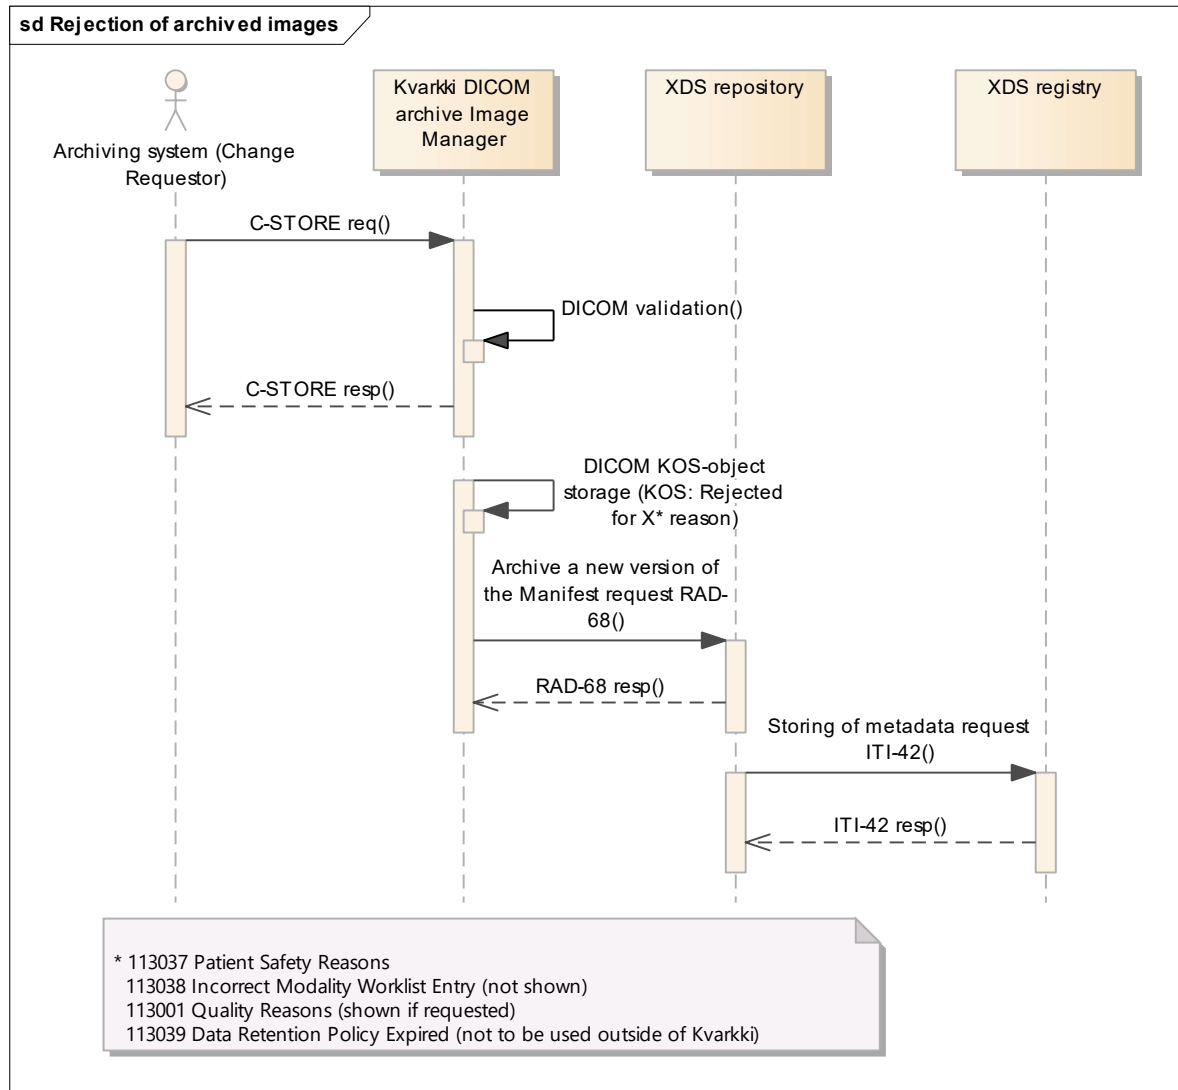 sd Rejection of archived images
Archiving system (Change
Requestor)
Kvarkki DICOM
archive Image
Manager
XDS repository
XDS registry
C-STORE req()
DICOM validation()
C-STORE resp()
DICOM KOS-object
storage (KOS: Rejected
for X* reason)
Archive a new version of
the Manifest request RAD-
68()
RAD-68 resp()
Storing of metadata request
ITI-42()
ITI-42 resp()
* 113037 Patient Safety Reasons
113038 Incorrect Modality Worklist Entry (not shown)
113001 Quality Reasons (shown if requested)
113039 Data Retention Policy Expired (not to be used outside of Kvarkki)